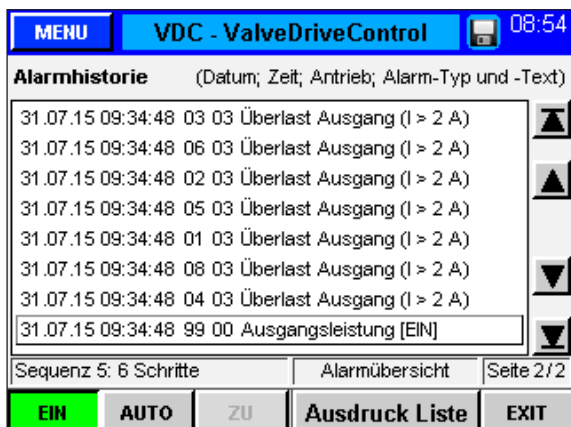 MENU VDC - ValveDriveControl 08:54
Alarmhistorie (Datum; Zeit; Antrieb; Alarm-Typ und -Text)
31.07.15 09:34:48 03 03 Überlast Ausgang (I > 2 A)
31.07.15 09:34:48 06 03 Überlast Ausgang (I > 2 A)
31.07.15 09:34:48 02 03 Überlast Ausgang (I > 2 A)
31.07.15 09:34:48 05 03 Überlast Ausgang (I > 2 A)
31.07.15 09:34:48 01 03 Überlast Ausgang (I > 2 A)
31.07.15 09:34:48 08 03 Überlast Ausgang (I > 2 A)
31.07.15 09:34:48 04 03 Überlast Ausgang (I > 2 A)
31.07.15 09:34:48 99 00 Ausgangsleistung [EIN]
Sequenz 5: 6 Schritte Alarmübersicht Seite 2/2
EIN AUTO ZU Ausdruck Liste EXIT